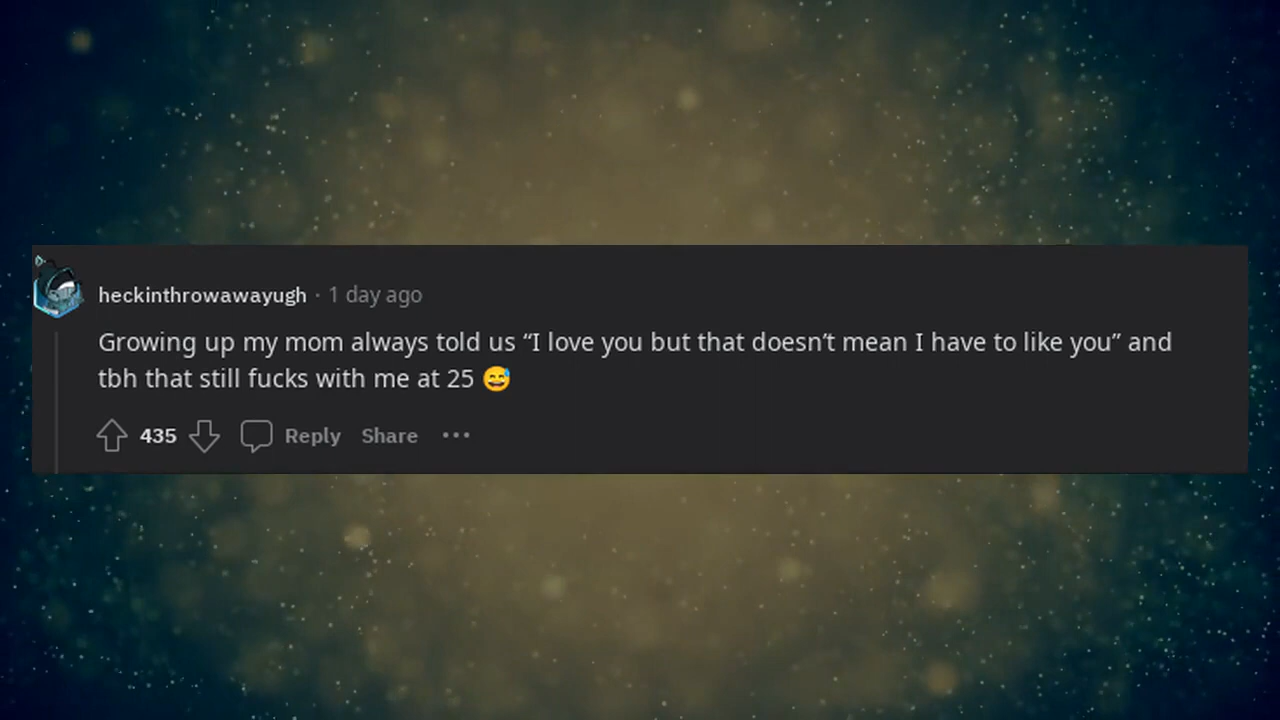 heckinthrowawayugh · 1 day ago
Growing up my mom always told us “I love you but that doesn’t mean I have to like you” and
tbh that still fucks with me at 25 😅
435 Reply Share ···